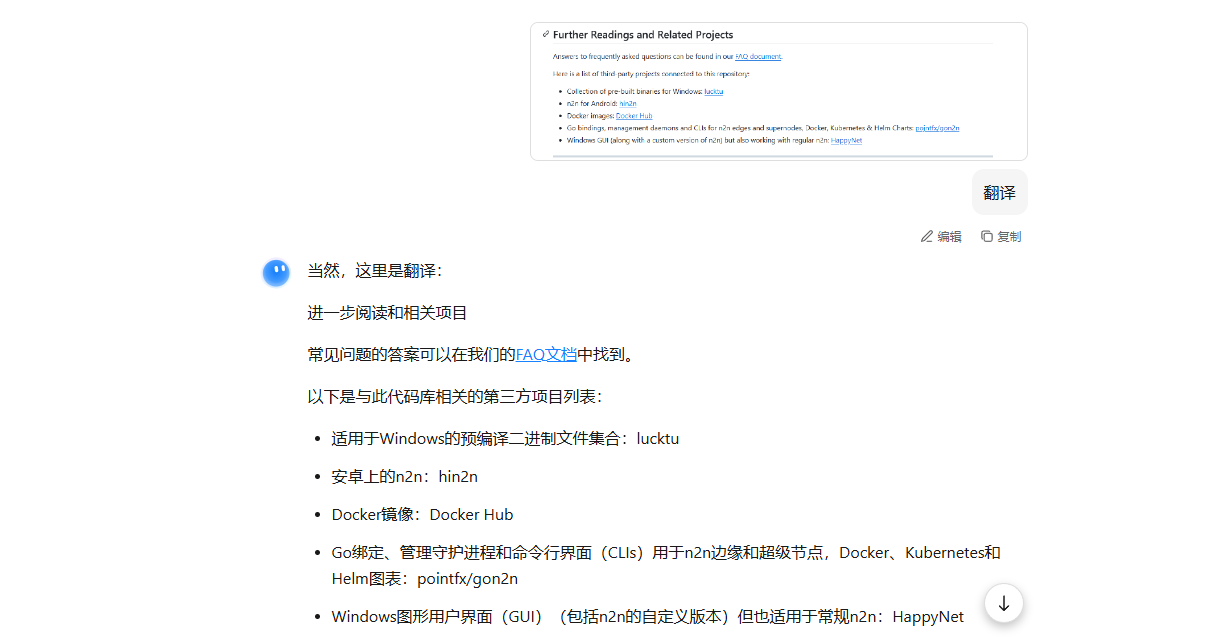 Further Readings and Related Projects
Answers to frequently asked questions can be found in our FAQ document.
Here is a list of third-party projects connected to this repository:
• Collection of pre-built binaries for Windows: lucktu
• n2n for Android: hin2n
• Docker images: Docker Hub
• Go bindings, management daemons and CLIs for n2n edges and supernodes, Docker, Kubernetes & Helm Charts: pointfx/gon2n
• Windows GUI (along with a custom version of n2n) but also working with regular n2n: HappyNet
翻译
编辑 复制
当然，这里是翻译：
进一步阅读和相关项目
常见问题的答案可以在我们的FAQ文档中找到。
以下是与此代码库相关的第三方项目列表：
• 适用于Windows的预编译二进制文件集合：lucktu
• 安卓上的n2n：hin2n
• Docker镜像：Docker Hub
• Go绑定、管理守护进程和命令行界面（CLIs）用于n2n边缘和超级节点，Docker、Kubernetes和
Helm图表：pointfx/gon2n
• Windows图形用户界面（GUI）（包括n2n的自定义版本）但也适用于常规n2n：HappyNet